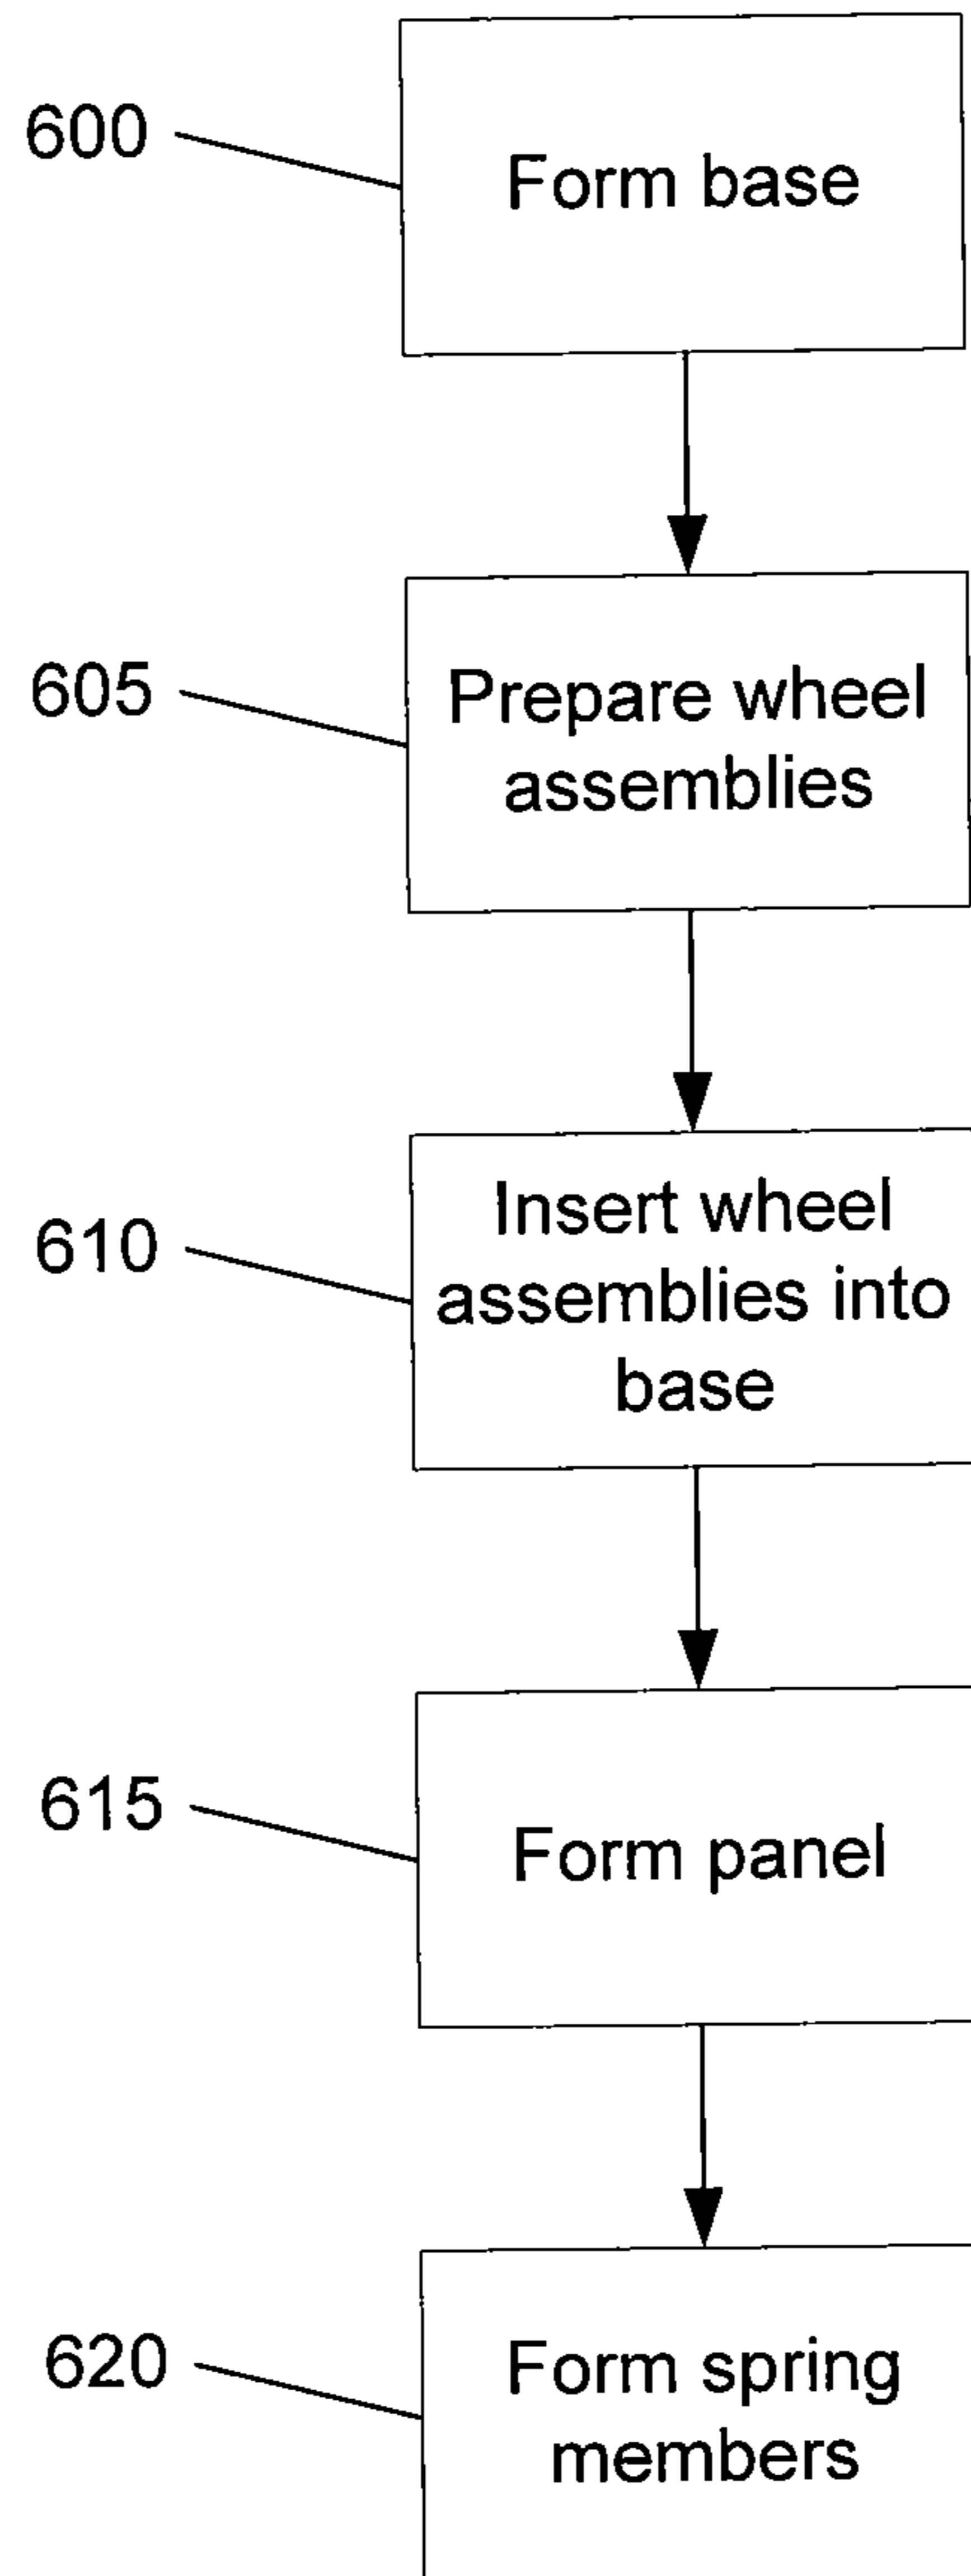 600
Form base
605
Prepare wheel
assemblies
610
Insert wheel
assemblies into
base
615
Form panel
620
Form spring
members